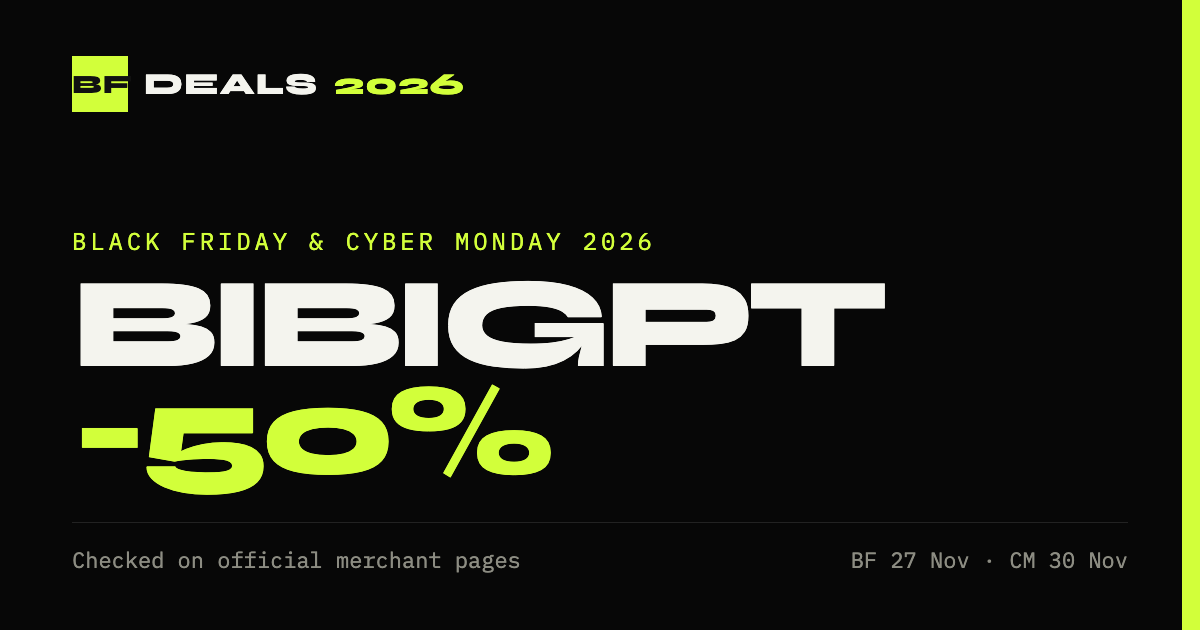 BF DEALS 2026
BLACK FRIDAY & CYBER MONDAY 2026
BIBIGPT
-50%
Checked on official merchant pages
BF 27 Nov · CM 30 Nov